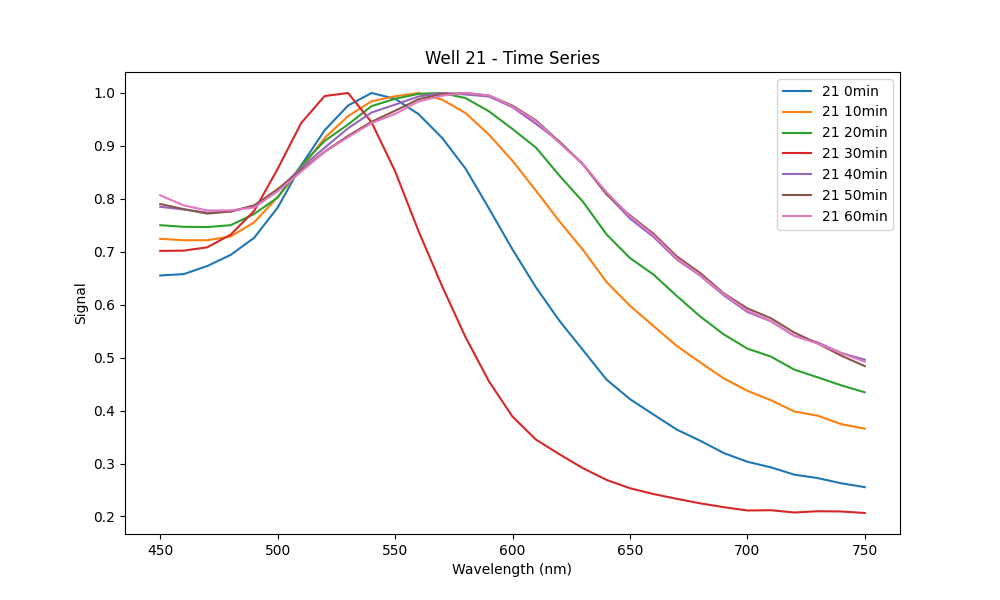 Well 21 - Time Series
1.0
0.9
0.8
0.7
0.6
0.5
0.4
0.3
0.2
Signal
21 0min
21 10min
21 20min
21 30min
21 40min
21 50min
21 60min
450 500 550 600 650 700 750
Wavelength (nm)